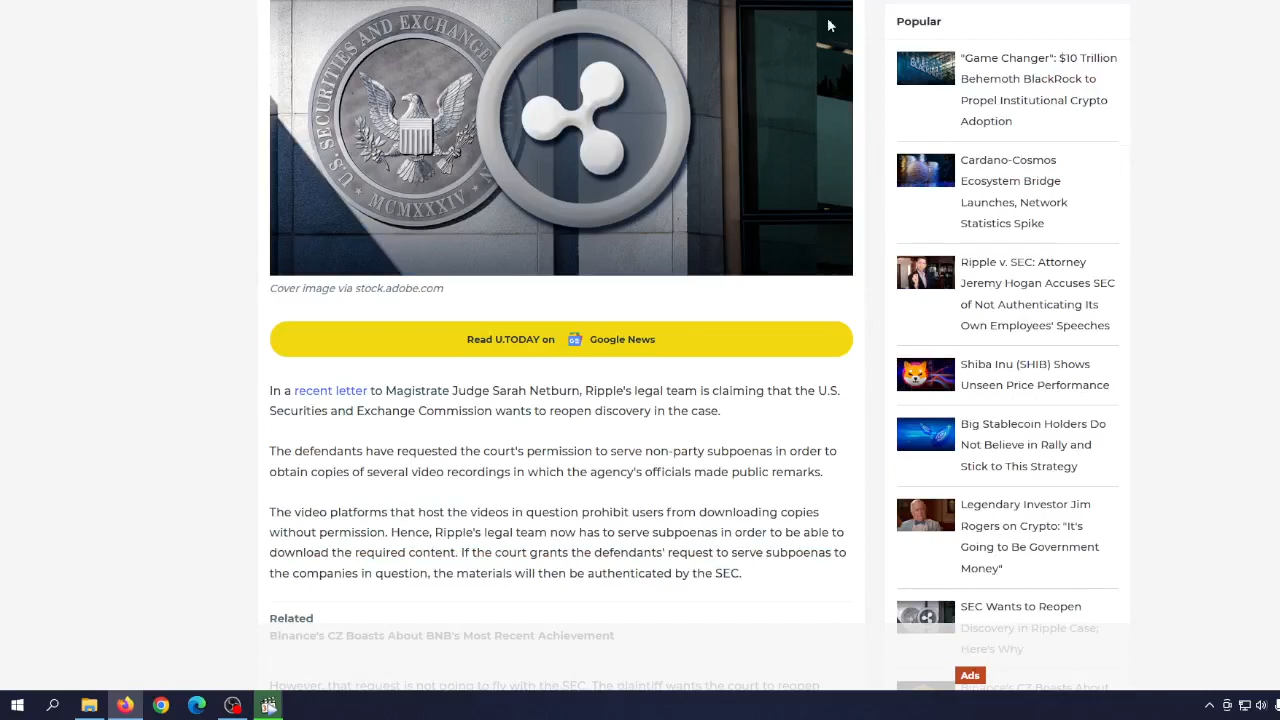 U.S. SECURITIES AND EXCHANGE
MCMXXXIV
Cover image via stock.adobe.com
Read U.TODAY on Google News
In a recent letter to Magistrate Judge Sarah Netburn, Ripple's legal team is claiming that the U.S.
Securities and Exchange Commission wants to reopen discovery in the case.
The defendants have requested the court's permission to serve non-party subpoenas in order to
obtain copies of several video recordings in which the agency's officials made public remarks.
The video platforms that host the videos in question prohibit users from downloading copies
without permission. Hence, Ripple's legal team now has to serve subpoenas in order to be able to
download the required content. If the court grants the defendants' request to serve subpoenas to
the companies in question, the materials will then be authenticated by the SEC.
Related
Binance's CZ Boasts About BNB's Most Recent Achievement
However, that request is not going to fly with the SEC. The plaintiff wants the court to reopen
Popular
"Game Changer": $10 Trillion
Behemoth BlackRock to
Propel Institutional Crypto
Adoption
Cardano-Cosmos
Ecosystem Bridge
Launches, Network
Statistics Spike
Ripple v. SEC: Attorney
Jeremy Hogan Accuses SEC
of Not Authenticating Its
Own Employees' Speeches
Shiba Inu (SHIB) Shows
Unseen Price Performance
Big Stablecoin Holders Do
Not Believe in Rally and
Stick to This Strategy
Legendary Investor Jim
Rogers on Crypto: "It's
Going to Be Government
Money"
SEC Wants to Reopen
Discovery in Ripple Case;
Here's Why
Ads
Binance's CZ Boasts About